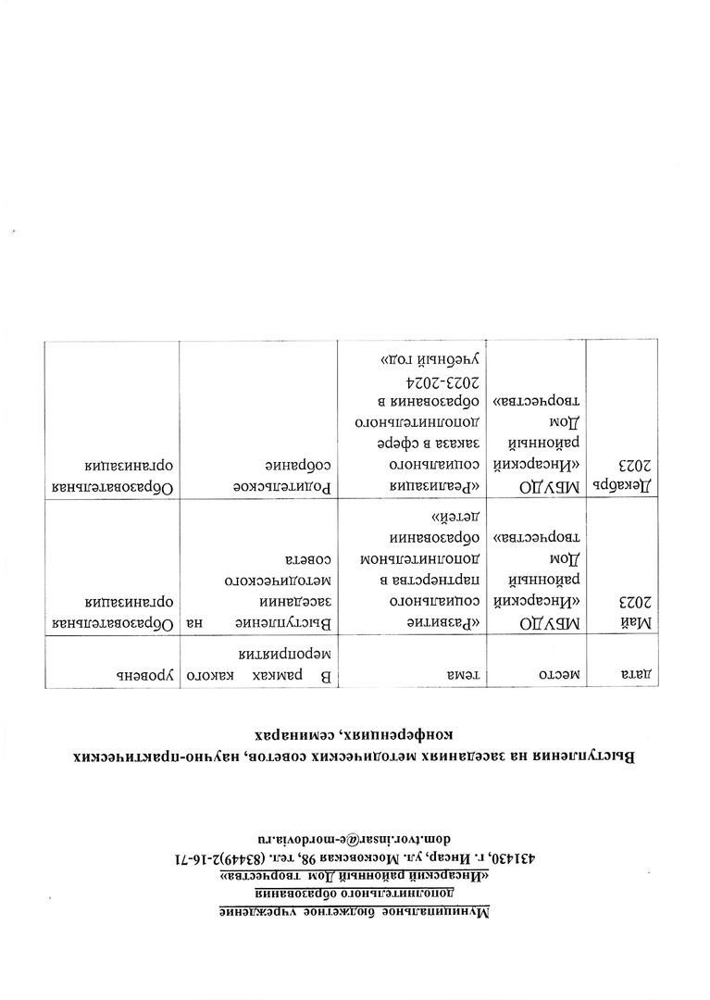 Муниципальное бюджетное учреждение
дополнительного образования
«Инсарский районный Дом творчества»
431430, г. Инсар, ул. Московская 98, тел. (83449)2-16-71
dom.tvor.insar@e-mordovia.ru
Выступления на заседаниях методических советов, научно-практических
конференциях, семинарах
дата
место
тема
В рамках какого
мероприятия
уровень
Май
2023
МБУДО
«Инсарский
районный
Дом
творчества»
«Развитие
социального
партнерства в
дополнительном
образовании
детей»
Выступление на
заседании
методического
совета
Образовательная
организация
Декабрь
2023
МБУДО
«Инсарский
районный
Дом
творчества»
«Реализация
социального
заказа в сфере
дополнительного
образования в
2023-2024
учебный год»
Родительское
собрание
Образовательная
организация